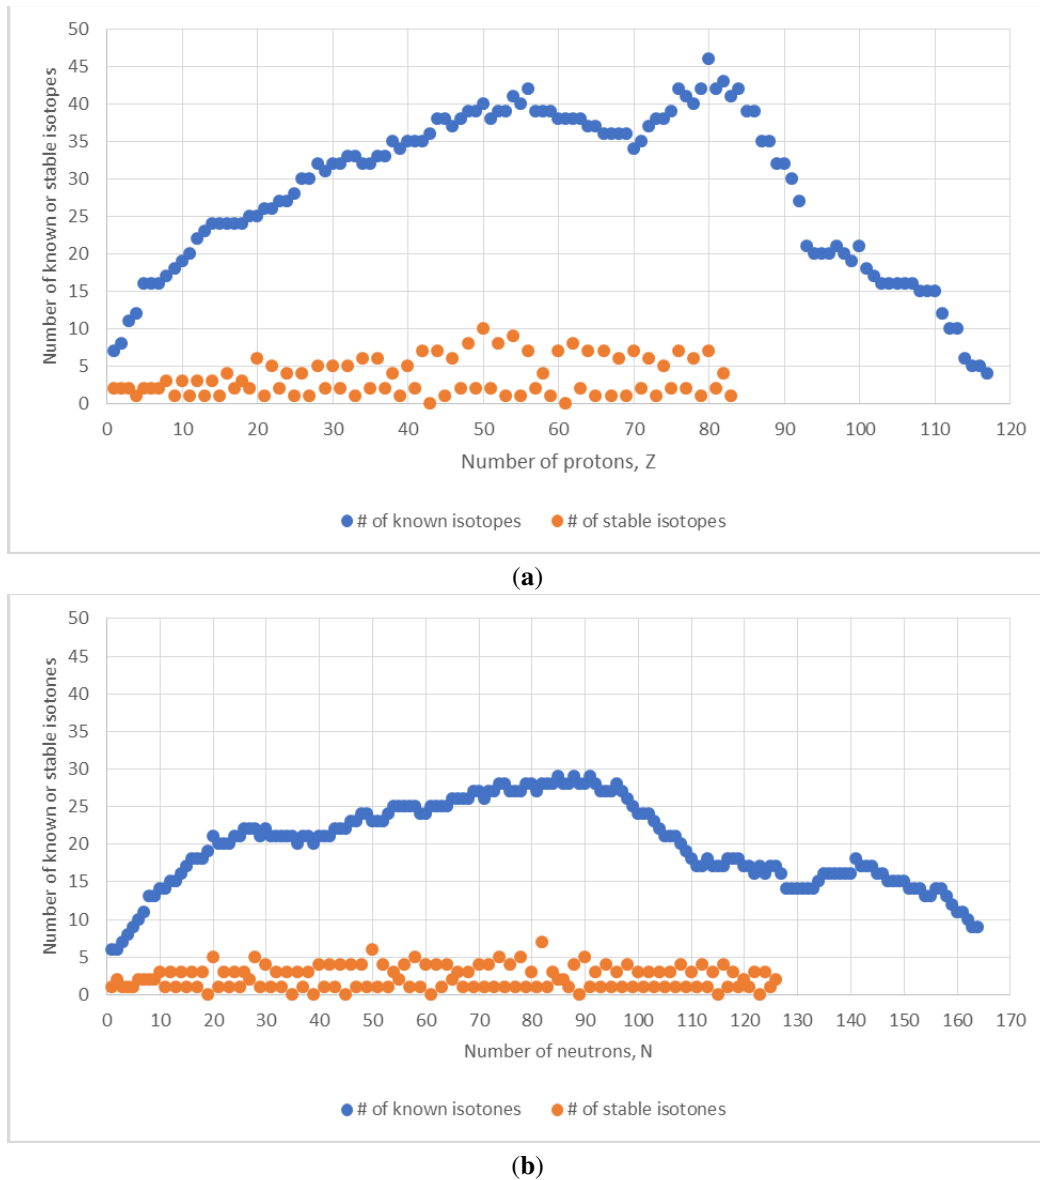 50
45
40
35
30
25
20
15
10
5
0
Number of known or stable isotopes
0 10 20 30 40 50 60 70 80 90 100 110 120
Number of protons, Z
# of known isotopes # of stable isotopes
(a)
50
45
40
35
30
25
20
15
10
5
0
Number of known or stable isotones
0 10 20 30 40 50 60 70 80 90 100 110 120 130 140 150 160 170
Number of neutrons, N
# of known isotones # of stable isotones
(b)